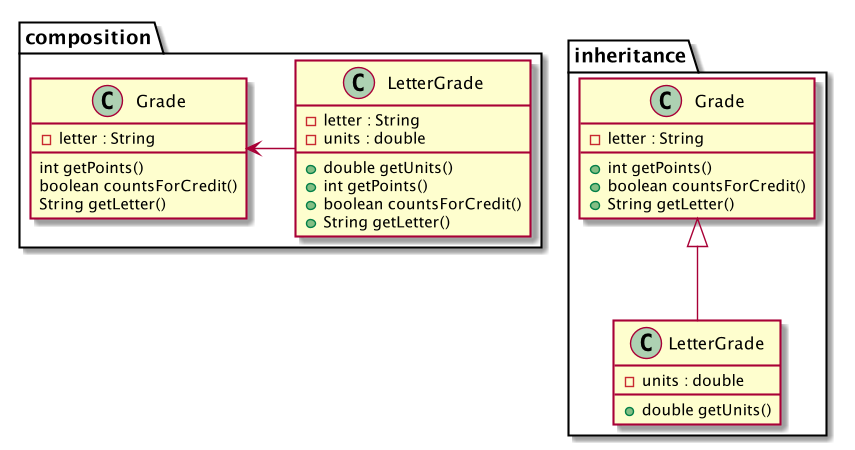 composition
C Grade
letter : String
int getPoints()
boolean countsForCredit()
String getLetter()
C LetterGrade
letter : String
units : double
double getUnits()
int getPoints()
boolean countsForCredit()
String getLetter()
inheritance
C Grade
letter : String
int getPoints()
boolean countsForCredit()
String getLetter()
C LetterGrade
units : double
double getUnits()